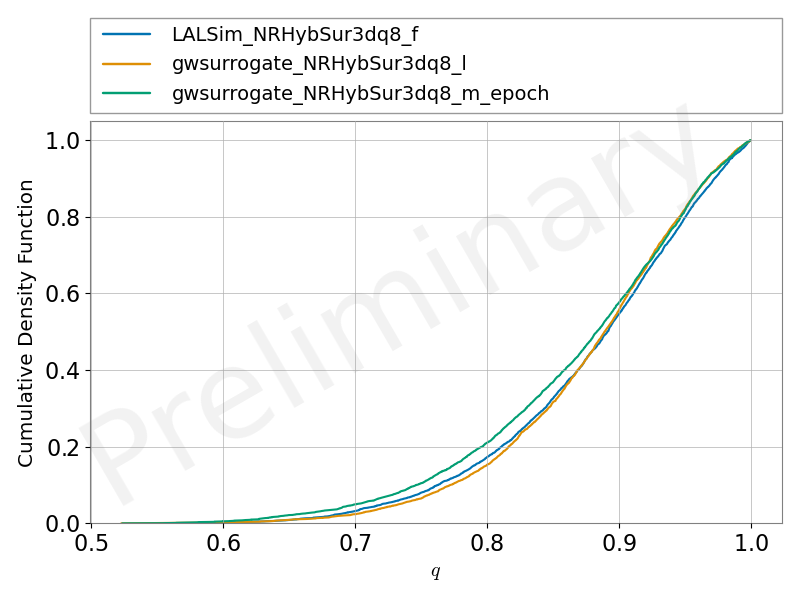 LALSim_NRHybSur3dq8_f
gwsurrogate_NRHybSur3dq8_l
gwsurrogate_NRHybSur3dq8_m_epoch
Preliminary
Cumulative Density Function
1.0
0.8
0.6
0.4
0.2
0.0
0.5 0.6 0.7 0.8 0.9 1.0
q